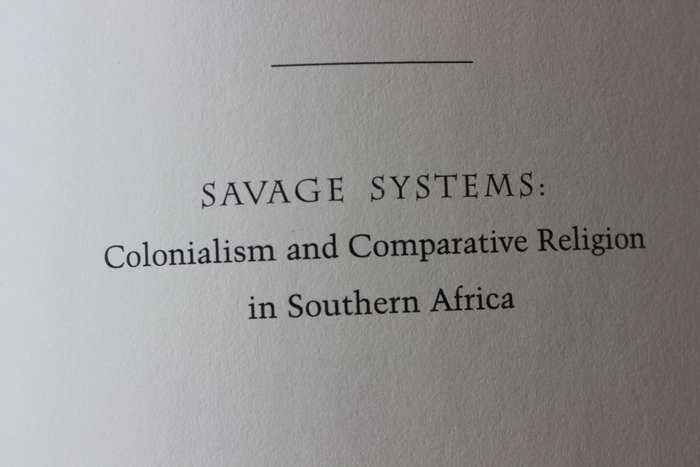 SAVAGE SYSTEMS:
Colonialism and Comparative Religion
in Southern Africa